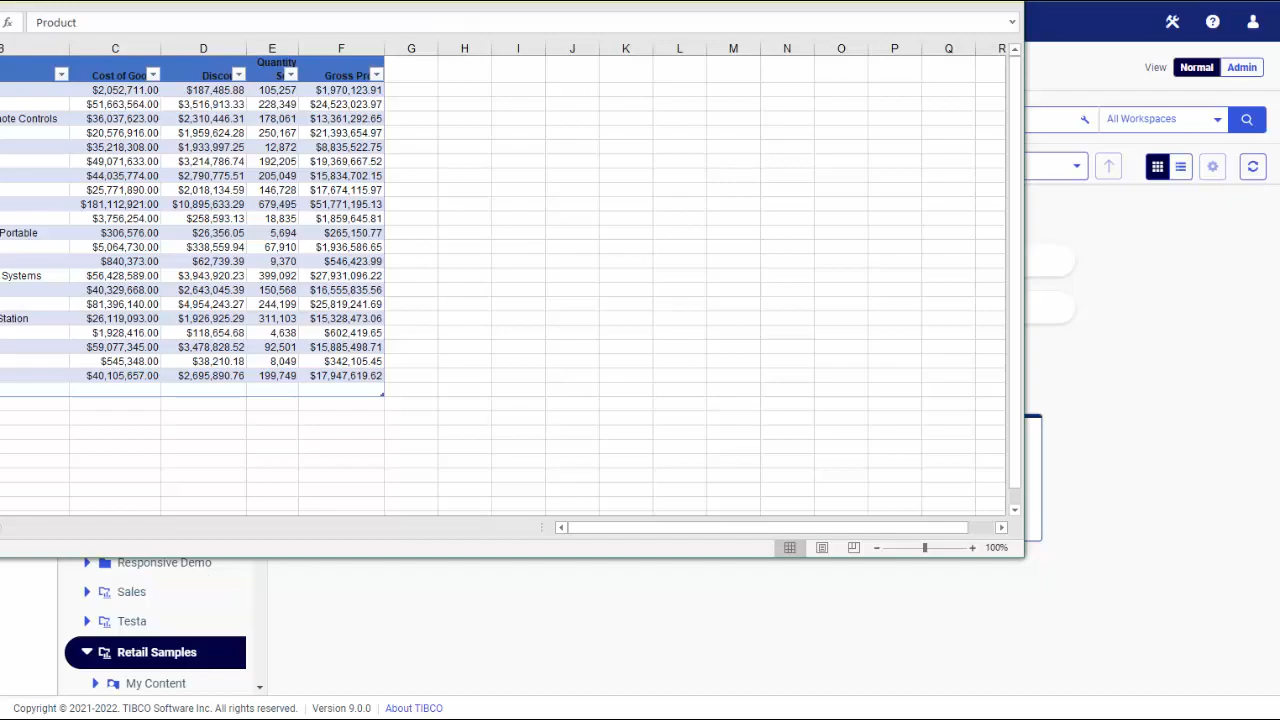 fx Product
View Normal Admin
B C D E F G H I J K L M N O P Q R
Quantity
Cost of Goo Discou S Gross Pr
All Workspaces
$2,052,711.00 $187,485.88 105,257 $1,970,123.91
$51,663,564.00 $3,516,913.33 228,349 $24,523,023.97
note Controls $36,037,623.00 $2,310,446.31 178,061 $13,361,292.65
$20,576,916.00 $1,959,624.28 250,167 $21,393,654.97
$35,218,308.00 $1,933,997.25 12,872 $8,035,522.75
$49,071,633.00 $3,214,786.74 192,205 $19,369,667.52
$44,035,774.00 $2,790,775.51 205,049 $15,834,702.15
$25,771,890.00 $2,018,134.59 146,728 $17,674,115.97
$181,112,921.00 $10,895,633.29 679,495 $51,771,195.13
$3,756,254.00 $258,593.13 18,835 $1,859,645.81
Portable $306,576.00 $26,356.05 5,694 $265,150.77
$5,064,730.00 $338,559.94 67,910 $1,936,586.65
$840,373.00 $62,739.39 9,370 $546,423.99
Systems $56,428,589.00 $3,943,920.23 399,092 $27,931,096.22
$40,329,668.00 $2,643,045.39 150,568 $16,555,835.56
$81,396,140.00 $4,954,243.27 244,199 $25,819,241.69
Station $26,119,093.00 $1,926,925.29 311,103 $15,328,473.06
$1,928,416.00 $118,654.68 4,638 $602,419.65
$59,077,345.00 $3,478,828.52 92,501 $15,885,498.71
$545,348.00 $38,210.18 8,049 $342,105.45
$40,105,657.00 $2,695,890.76 199,749 $17,947,619.62
100%
Responsive Demo
Sales
Testa
Retail Samples
My Content
Copyright © 2021-2022. TIBCO Software Inc. All rights reserved. | Version 9.0.0 | About TIBCO